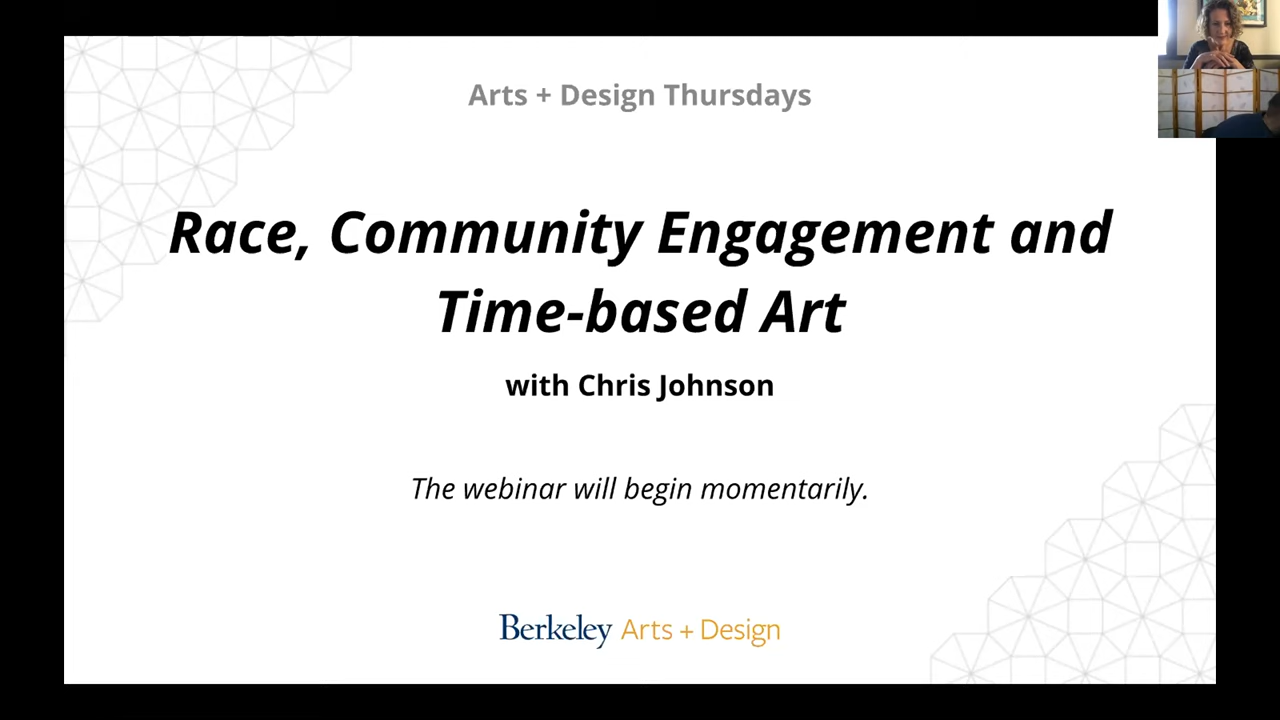 Arts + Design Thursdays
Race, Community Engagement and
Time-based Art
with Chris Johnson
The webinar will begin momentarily.
Berkeley Arts + Design